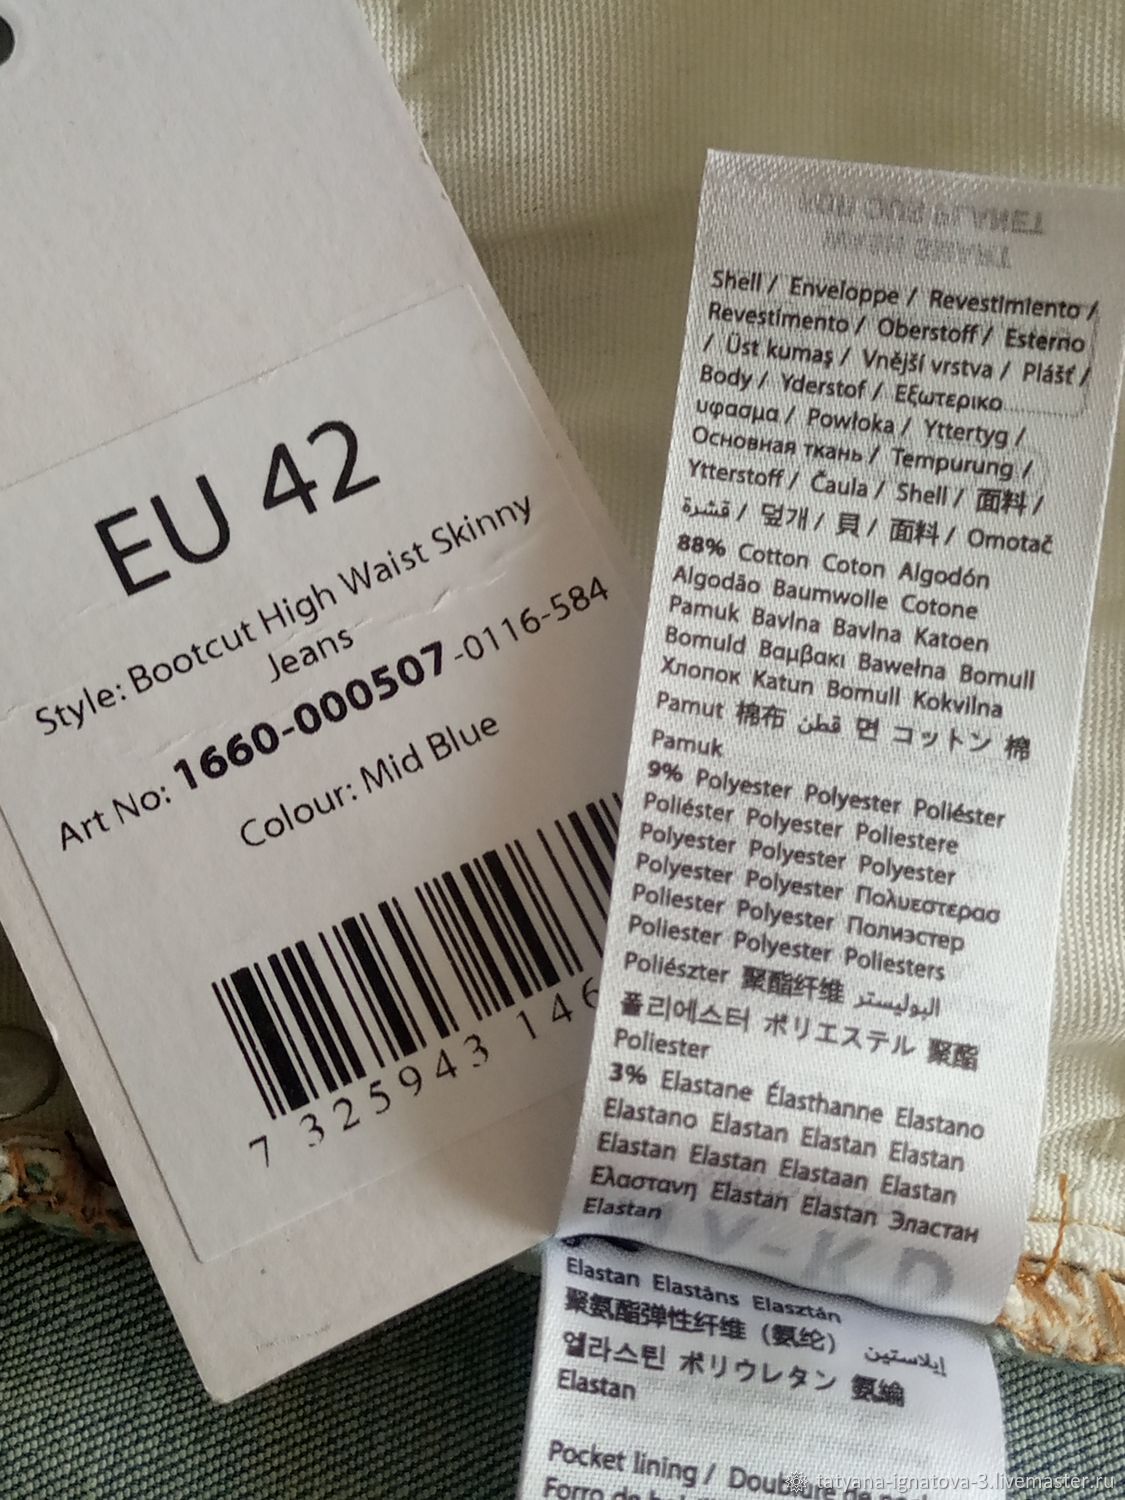 EU 42
Style: Bootcut High Waist Skinny
Jeans
Art No: 1660-000507-0116-584
Colour: Mid Blue
7 325943 146
Shell / Enveloppe / Revestimiento /
Revestimento / Oberstoff / Esterno
/ Üst kumaş / Vnější vrstva / Plášť /
Body / Yderstof / Εξωτερικο
υφασμα / Powłoka / Yttertyg /
Основная ткань / Tempurung /
Ytterstoff / Čaula / Shell / 面料 /
قشرة / 덮개 / 貝 / 面料 / Omotač
88% Cotton Coton Algodón
Algodão Baumwolle Cotone
Pamuk Bavlna Bavlna Katoen
Bomuld Βαμβακι Bawełna Bomull
Хлопок Katun Bomull Kokvilna
Pamut 棉布 قطن 면 コットン 棉
Pamuk
9% Polyester Polyester Poliéster
Poliéster Polyester Poliestere
Polyester Polyester Polyester
Polyester Polyester Πολυεστερασ
Poliester Polyester Полиэстер
Poliester Polyester Poliesters
Poliészter 聚酯纤维 البوليستر
폴리에스터 ポリエステル 聚酯
Poliester
3% Elastane Élasthanne Elastano
Elastano Elastan Elastan Elastan
Elastan Elastan Elastaan Elastan
Ελαστανη Elastan Elastan Эластан
Elastan
Elastan Elastāns Elasztán
聚氨酯弹性纤维（氨纶） إيلاستين
엘라스틴 ポリウレタン 氨綸
Elastan
Pocket lining / Doublure de
Forro de
tatyana-ignatova-3.livemaster.ru